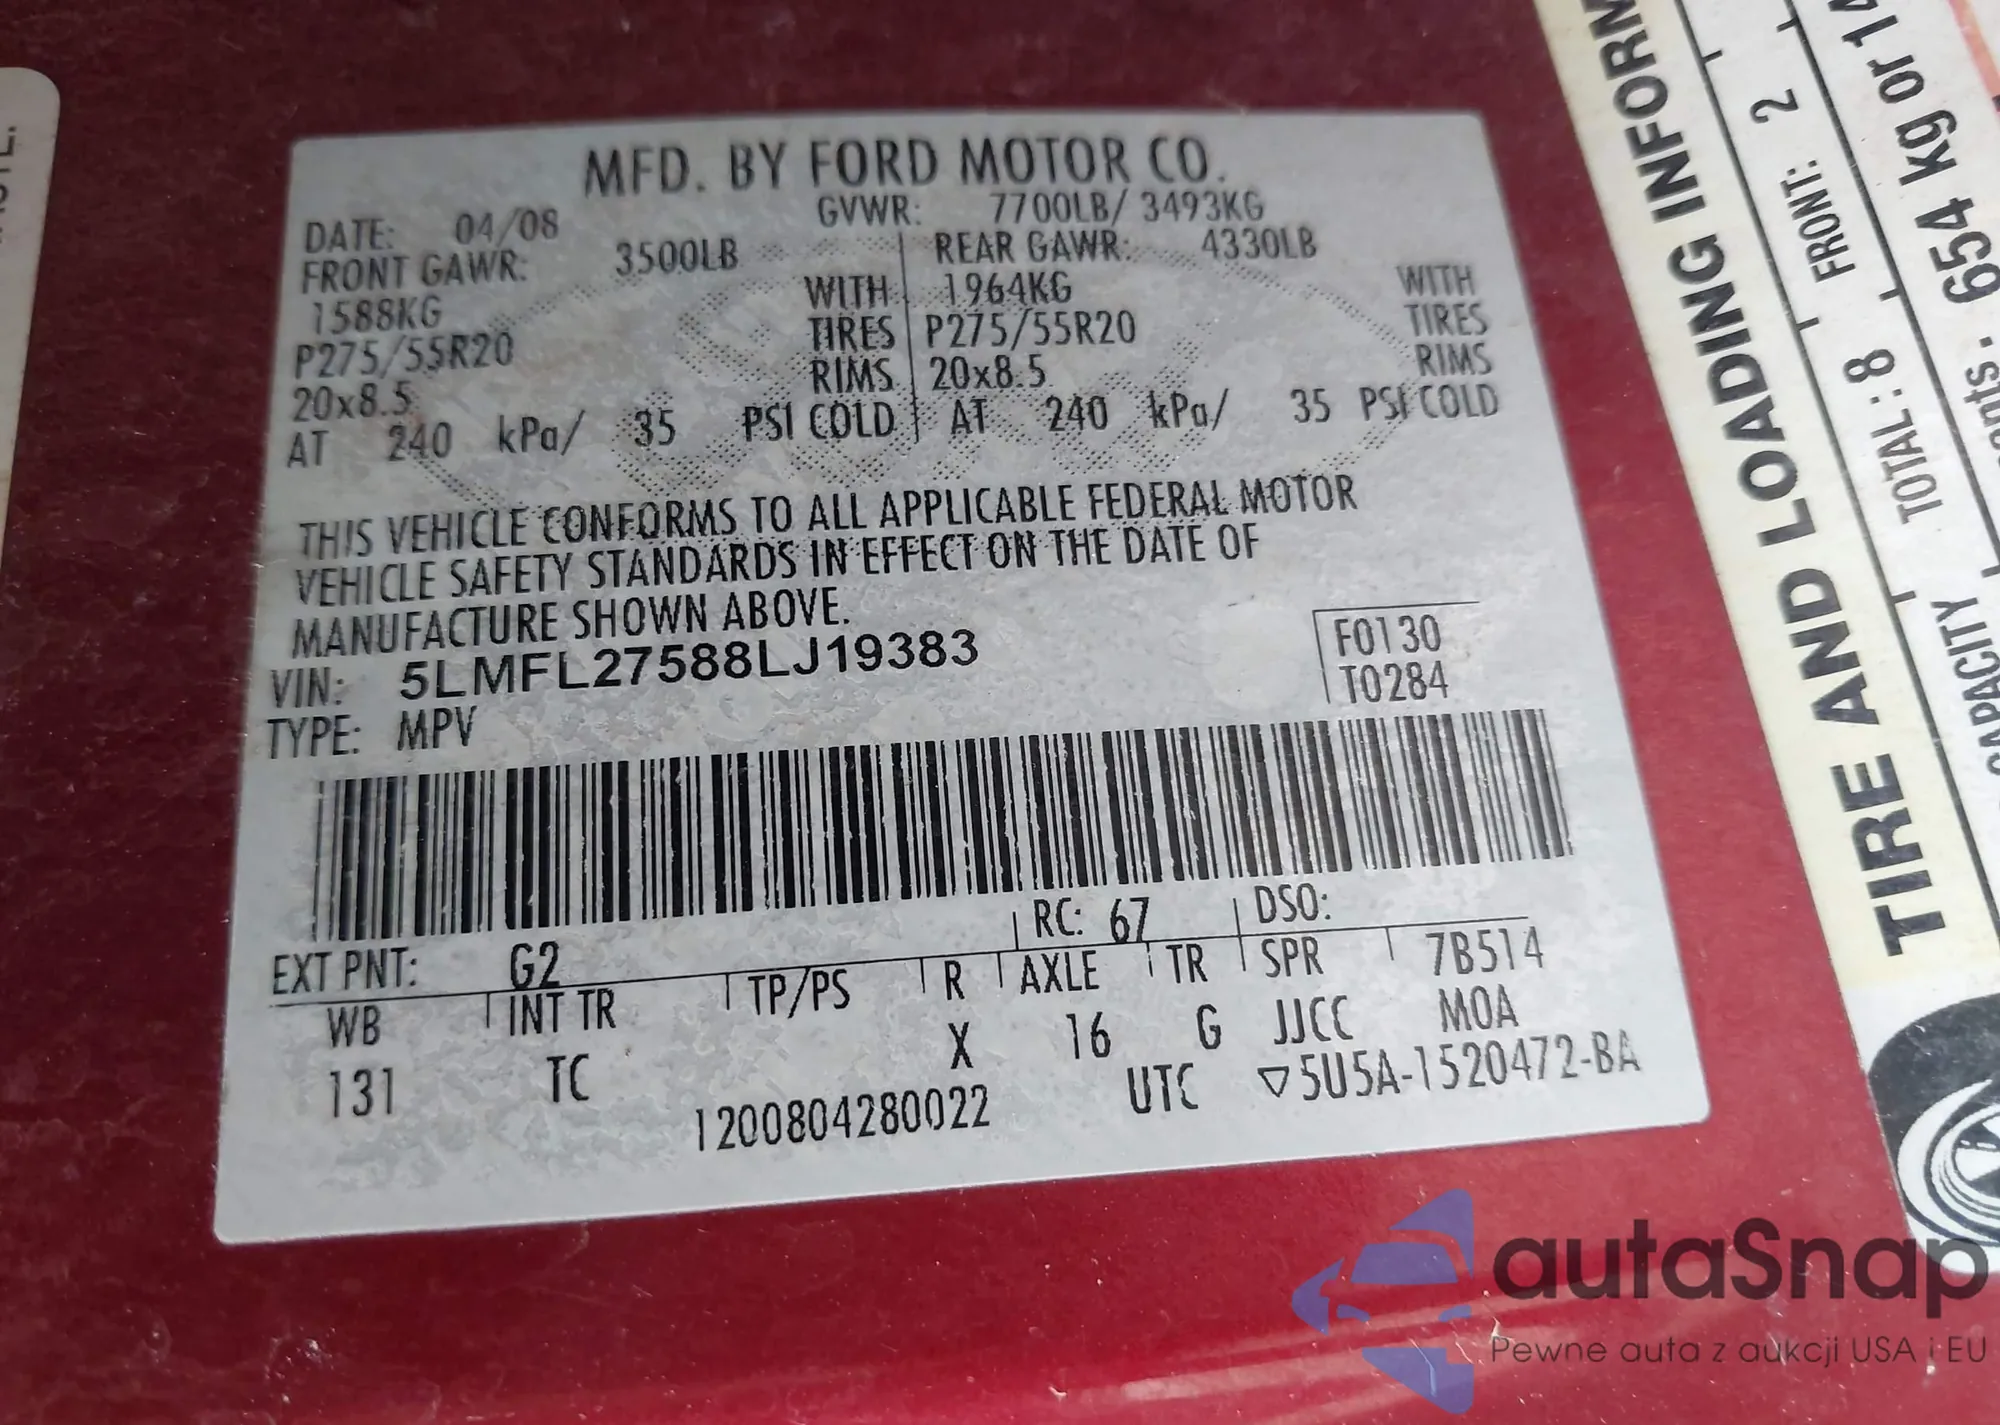 MFD. BY FORD MOTOR CO.
DATE: 04/08 GVWR: 7700LB/ 3493KG
FRONT GAWR: 3500LB REAR GAWR: 4330LB
1588KG WITH 1964KG WITH
P275/55R20 TIRES P275/55R20 TIRES
20x8.5 RIMS 20x8.5 RIMS
AT 240 kPa/ 35 PSI COLD AT 240 kPa/ 35 PSI COLD
THIS VEHICLE CONFORMS TO ALL APPLICABLE FEDERAL MOTOR
VEHICLE SAFETY STANDARDS IN EFFECT ON THE DATE OF
MANUFACTURE SHOWN ABOVE.
VIN: 5LMFL27588LJ19383 F0130
TYPE: MPV T0284
EXT PNT: G2 RC: 67 DSO:
WB INT TR TP/PS R AXLE TR SPR 7B514
131 TC X 16 G JJCC MOA
1200804280022 UTC ▽5U5A-1520472-BA
TIRE AND LOADING
TOTAL: 8 FRONT: 2
CAPACITY
654 kg or
autaSnap
Pewne auta z aukcji USA i EU